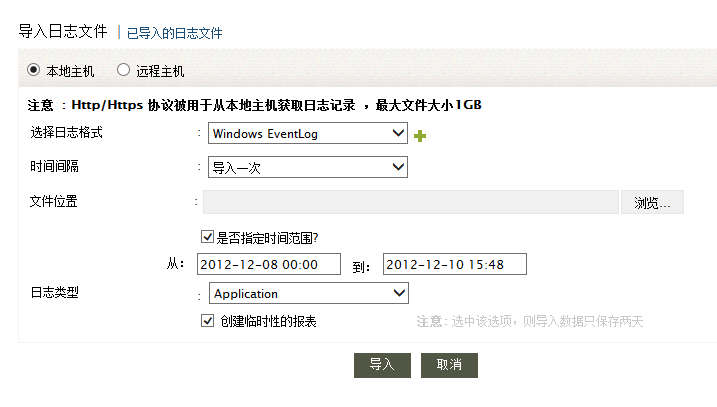 导入日志文件 | 已导入的日志文件
本地主机 远程主机
注意 : Http/Https 协议被用于从本地主机获取日志记录 ，最大文件大小1GB
选择日志格式 : Windows EventLog
时间间隔 : 导入一次
文件位置 : 浏览...
是否指定时间范围?
从: 2012-12-08 00:00 到: 2012-12-10 15:48
日志类型 : Application
创建临时性的报表 注意: 选中该选项，则导入数据只保存两天
导入 取消